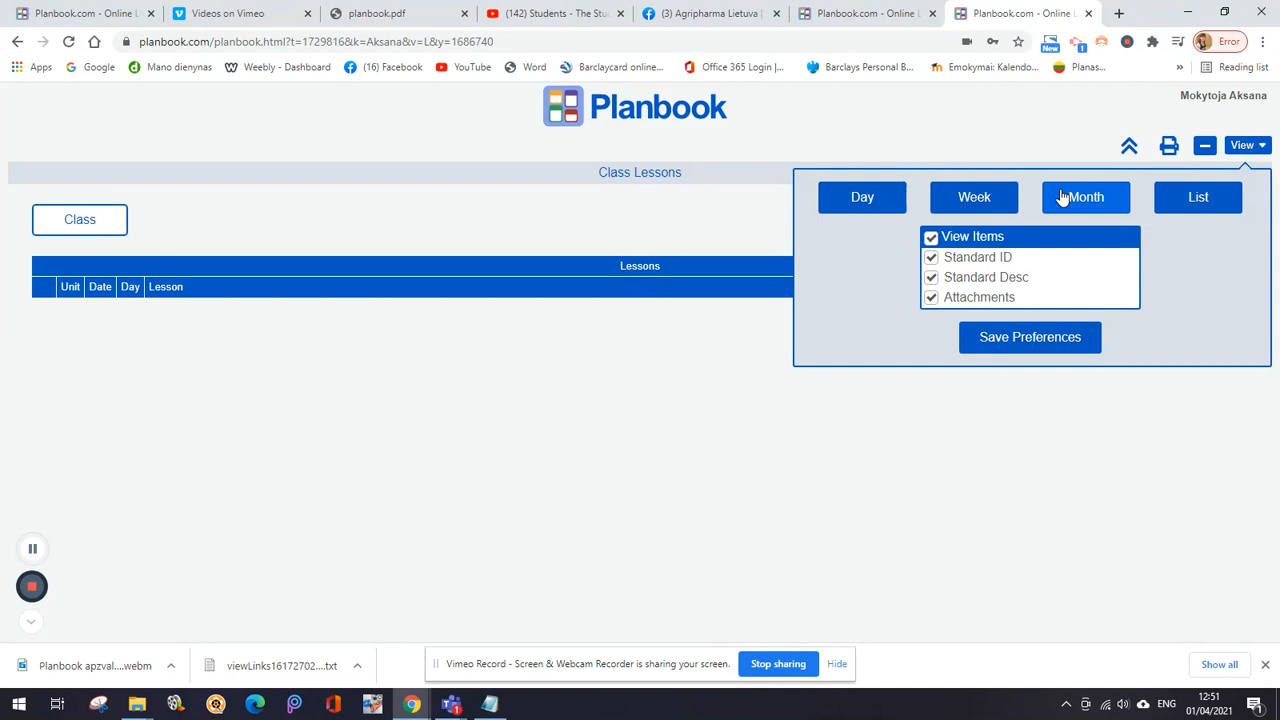 Planbook.com - Online L
Videos on Vimeo
planbook.pdf
(142) Students - The Stu
(3) Agripharma Lietuva |
Planbook.com - Online L
Planbook.com - Online L
planbook.com/planbook.html?t=1729816&k=Aksana&v=L&y=1686740
New
1
Error
Apps
Google
Mano dienynas
Weebly - Dashboard
(16) Facebook
YouTube
Word
Barclaycard online...
Office 365 Login |...
Barclays Personal B...
Emokymai: Kalendo...
Planas...
»
Reading list
Planbook
Mokytoja Aksana
View
Class Lessons
Day
Week
Month
List
Class
View Items
Standard ID
Standard Desc
Attachments
Save Preferences
Lessons
Unit
Date
Day
Lesson
Planbook apzval....webm
viewLinks16172702....txt
Vimeo Record - Screen & Webcam Recorder is sharing your screen.
Stop sharing
Hide
Show all
ENG
12:51
01/04/2021